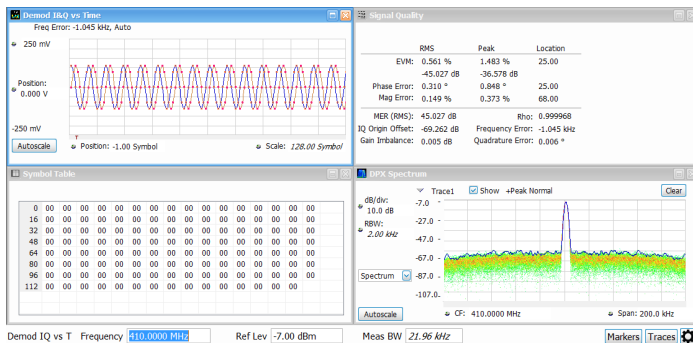 Demod I&Q vs Time
Freq Error: -1.045 kHz, Auto
250 mV
Position:
0.000 V
-250 mV
T
Autoscale
Position: -1.00 Symbol
Scale: 128.00 Symbol
Signal Quality
RMS Peak Location
EVM: 0.561 % 1.483 % 25.00
-45.027 dB -36.578 dB
Phase Error: 0.310 ° 0.848 ° 25.00
Mag Error: 0.149 % 0.373 % 68.00
MER (RMS): 45.027 dB Rho: 0.999968
IQ Origin Offset: -69.262 dB Frequency Error: -1.045 kHz
Gain Imbalance: 0.005 dB Quadrature Error: 0.006 °
Symbol Table
0 00 00 00 00 00 00 00 00 00 00 00 00 00 00 00 00
16 00 00 00 00 00 00 00 00 00 00 00 00 00 00 00 00
32 00 00 00 00 00 00 00 00 00 00 00 00 00 00 00 00
48 00 00 00 00 00 00 00 00 00 00 00 00 00 00 00 00
64 00 00 00 00 00 00 00 00 00 00 00 00 00 00 00 00
80 00 00 00 00 00 00 00 00 00 00 00 00 00 00 00 00
96 00 00 00 00 00 00 00 00 00 00 00 00 00 00 00 00
112 00 00 00 00 00 00 00 00 00 00 00 00 00 00 00
DPX Spectrum
Trace1 Show +Peak Normal Clear
dB/div:
10.0 dB
RBW:
2.00 kHz
Spectrum
Autoscale
-7.0
-27.0
-47.0
-67.0
-87.0
-107.0
CF: 410.0000 MHz
Span: 200.0 kHz
Demod IQ vs T Frequency 410.0000 MHz Ref Lev -7.00 dBm Meas BW 21.96 kHz Markers Traces